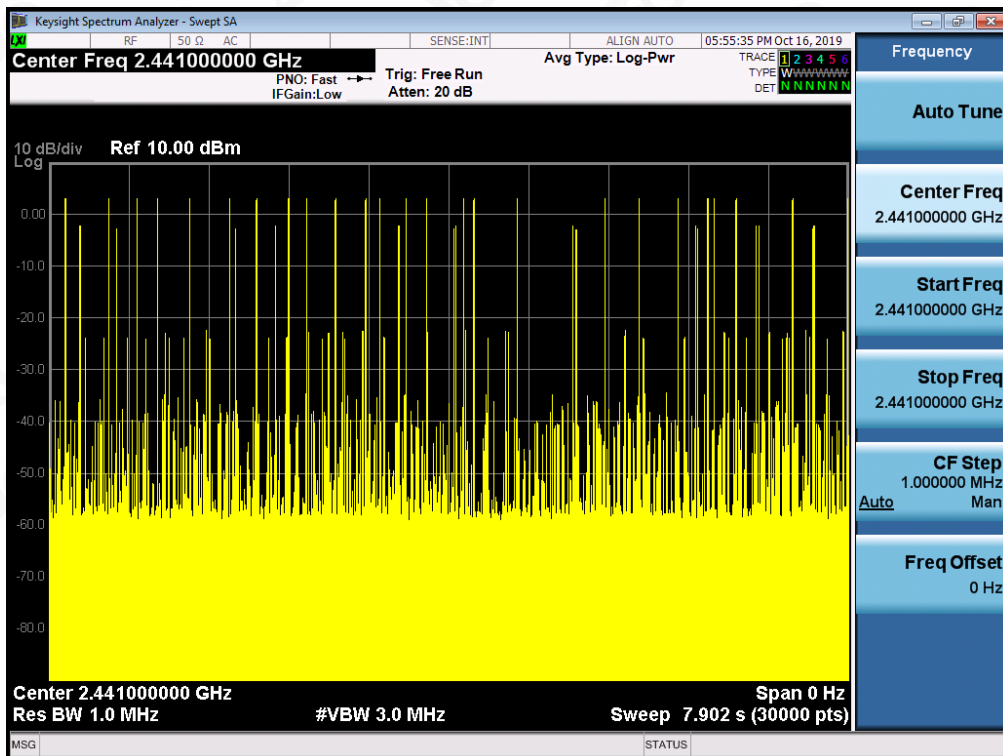 Keysight Spectrum Analyzer - Swept SA
LXI RF 50 Ω AC SENSE:INT ALIGN AUTO 05:55:35 PM Oct 16, 2019
Center Freq 2.441000000 GHz
PNO: Fast
IFGain:Low
Trig: Free Run
Atten: 20 dB
Avg Type: Log-Pwr
TRACE 1 2 3 4 5 6
TYPE W
DET N N N N N N
10 dB/div Ref 10.00 dBm
Log
0.00
-10.0
-20.0
-30.0
-40.0
-50.0
-60.0
-70.0
-80.0
Center 2.441000000 GHz Span 0 Hz
Res BW 1.0 MHz #VBW 3.0 MHz Sweep 7.902 s (30000 pts)
MSG STATUS
Frequency
Auto Tune
Center Freq
2.441000000 GHz
Start Freq
2.441000000 GHz
Stop Freq
2.441000000 GHz
CF Step
1.000000 MHz
Auto Man
Freq Offset
0 Hz